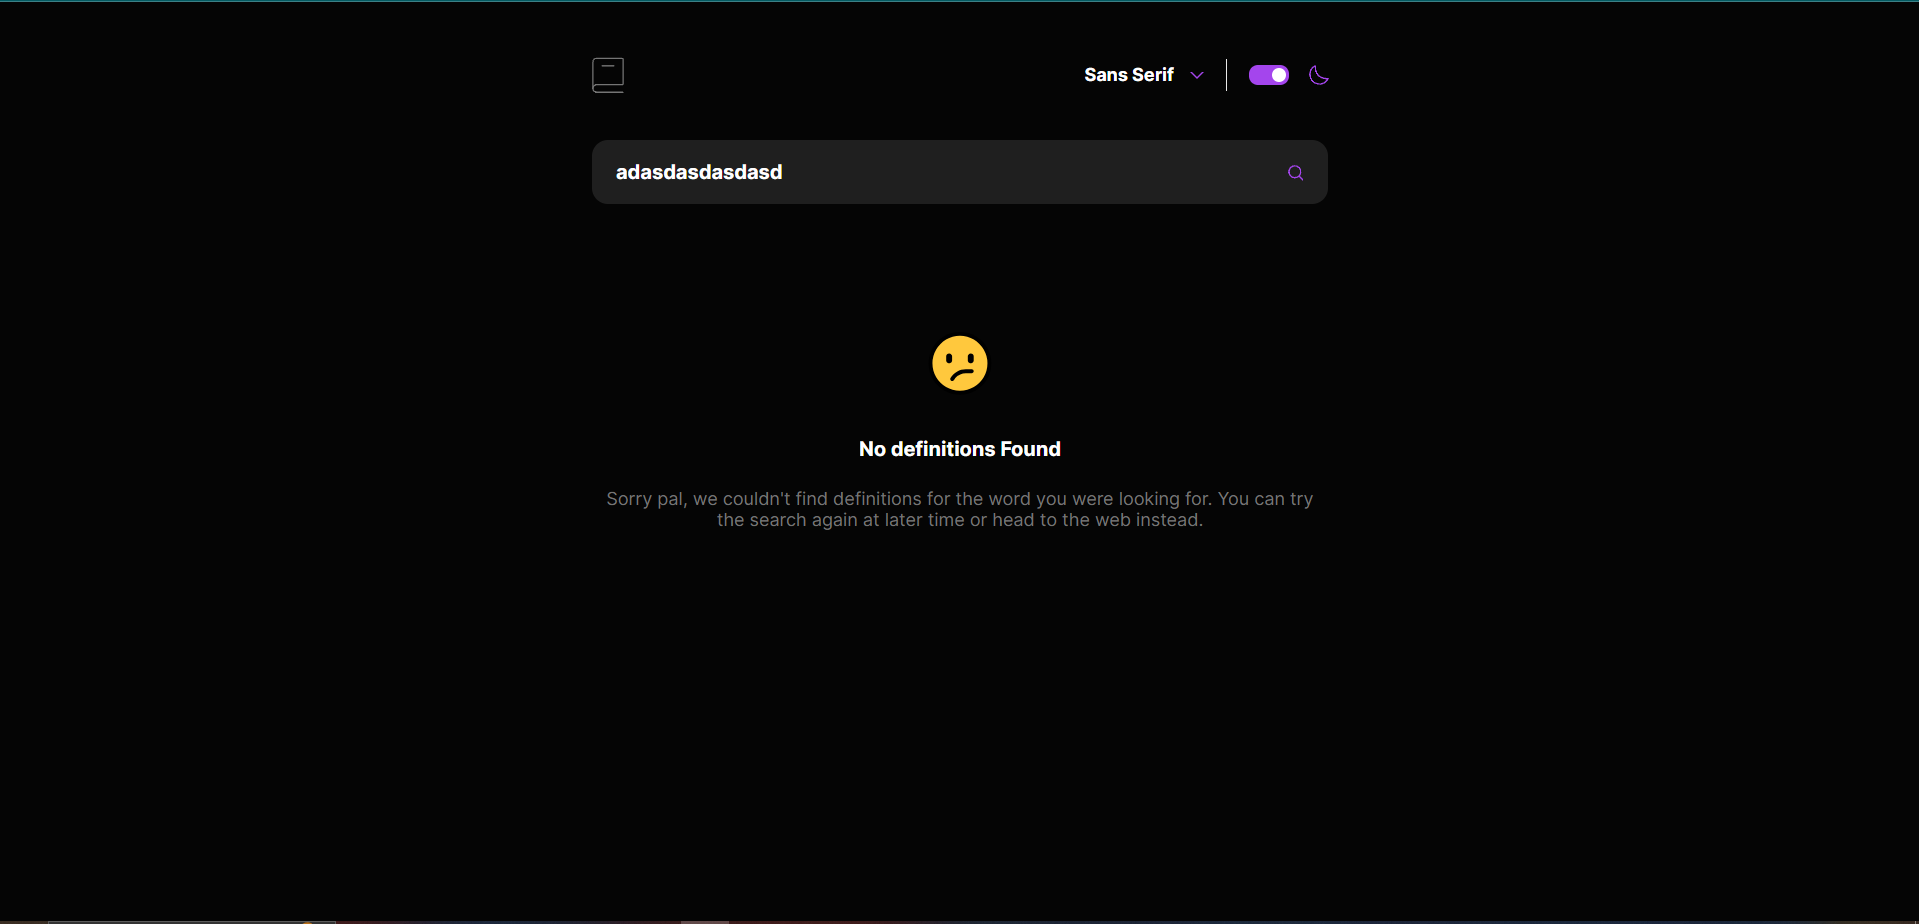 Sans Serif
adasdasdasdasd
No definitions Found
Sorry pal, we couldn't find definitions for the word you were looking for. You can try
the search again at later time or head to the web instead.